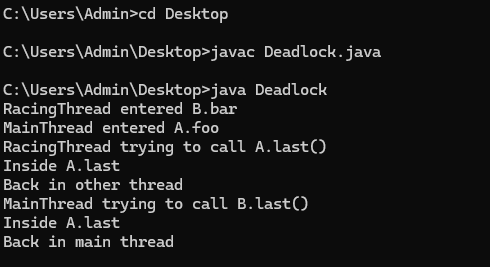 C:\Users\Admin>cd Desktop
C:\Users\Admin\Desktop>javac Deadlock.java
C:\Users\Admin\Desktop>java Deadlock
RacingThread entered B.bar
MainThread entered A.foo
RacingThread trying to call A.last()
Inside A.last
Back in other thread
MainThread trying to call B.last()
Inside A.last
Back in main thread